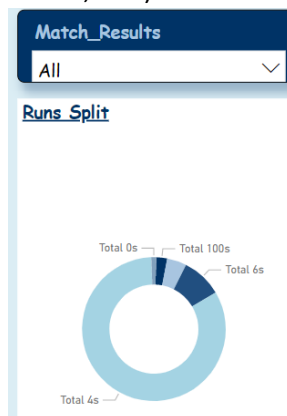 Match_Results
All
Runs Split
Total 0s
Total 100s
Total 6s
Total 4s